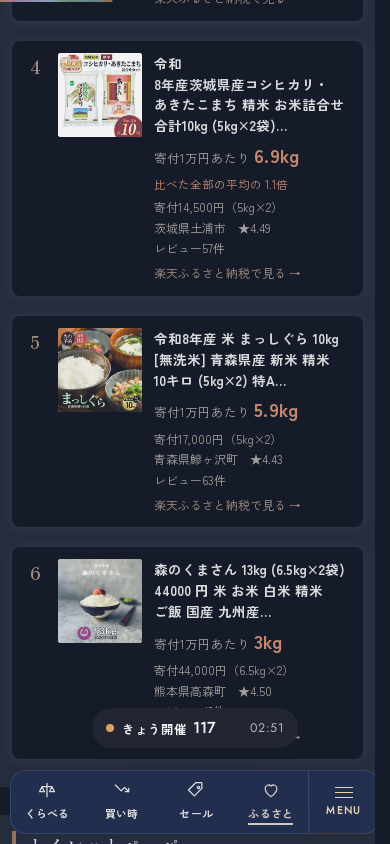 4
令和
8年産茨城県産コシヒカリ・
あきたこまち 精米 お米詰合せ
合計10kg (5kg×2袋)…
寄付1万円あたり 6.9kg
比べた全部の平均の 1.1倍
寄付14,500円（5kg×2）
茨城県土浦市 ★4.49
レビュー57件
楽天ふるさと納税で見る →
5
まっしぐら
令和8年産 米 まっしぐら 10kg
[無洗米] 青森県産 新米 精米
10キロ (5kg×2) 特A…
寄付1万円あたり 5.9kg
寄付17,000円（5kg×2）
青森県鰺ヶ沢町 ★4.43
レビュー63件
楽天ふるさと納税で見る →
6
森のくまさん
13kg
森のくまさん 13kg (6.5kg×2袋)
44000 円 米 お米 白米 精米
ご飯 国産 九州産…
寄付1万円あたり 3kg
寄付44,000円（6.5kg×2）
熊本県高森町 ★4.50
きょう開催 117 02:51
くらべる 買い時 セール ふるさと MENU